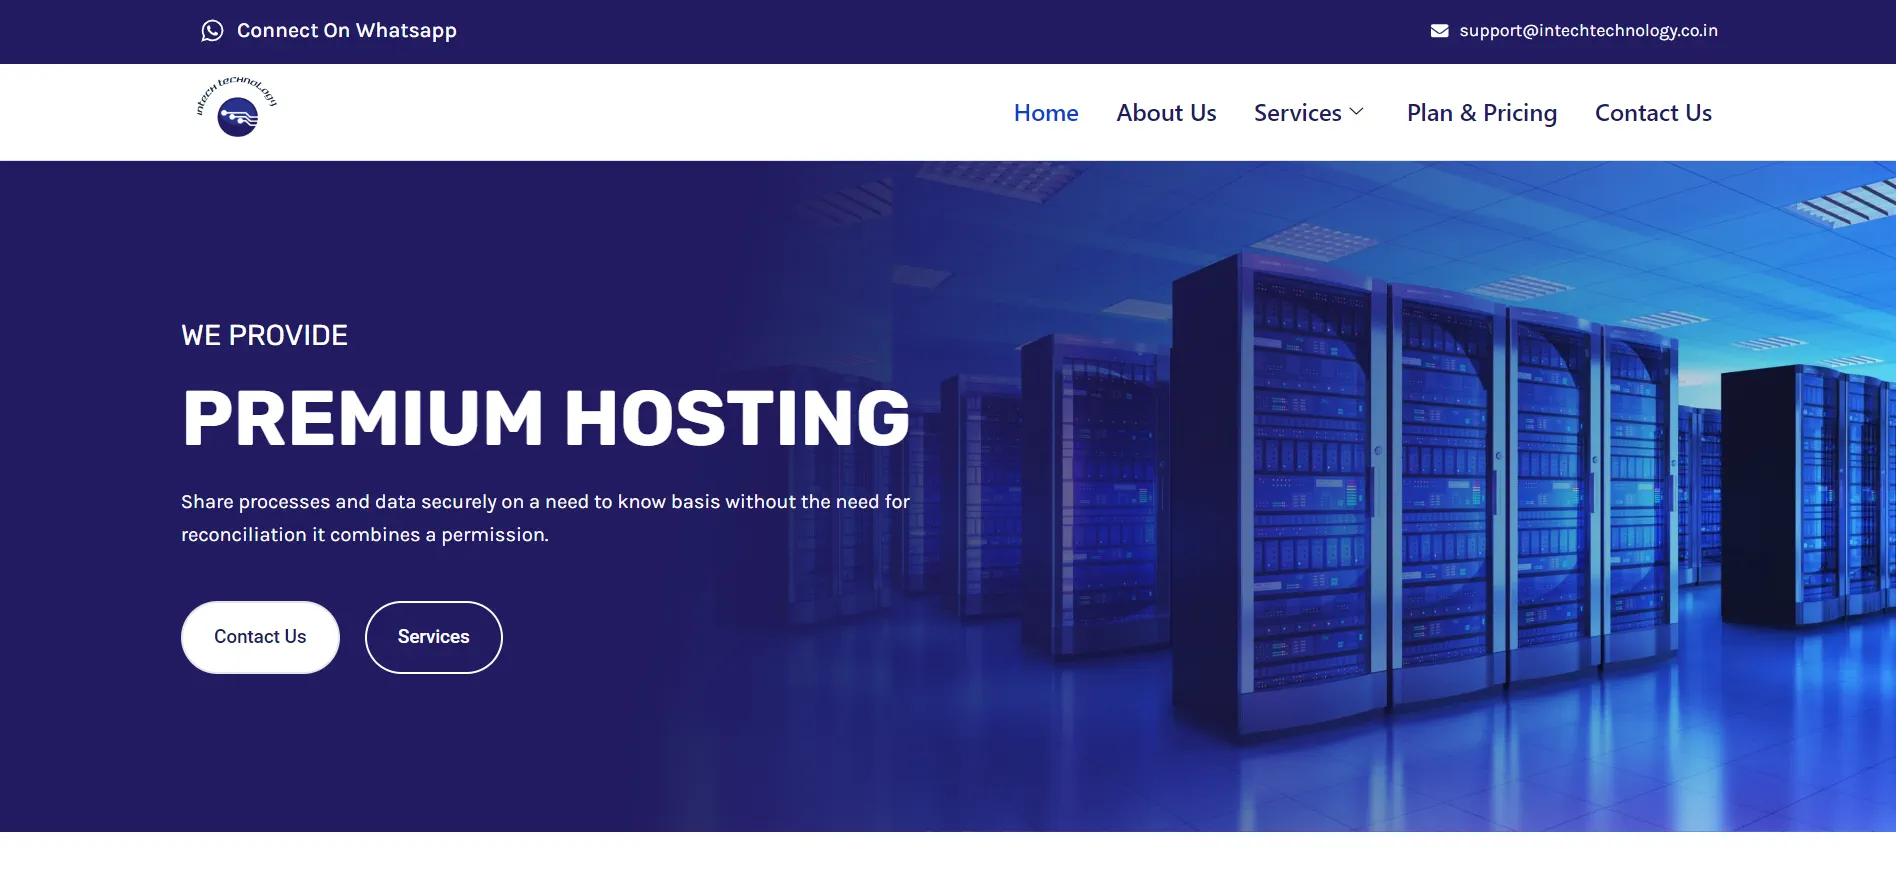 Connect On Whatsapp
support@intechtechnology.co.in
intech technology
Home
About Us
Services
Plan & Pricing
Contact Us
WE PROVIDE
PREMIUM HOSTING
Share processes and data securely on a need to know basis without the need for
reconciliation it combines a permission.
Contact Us
Services